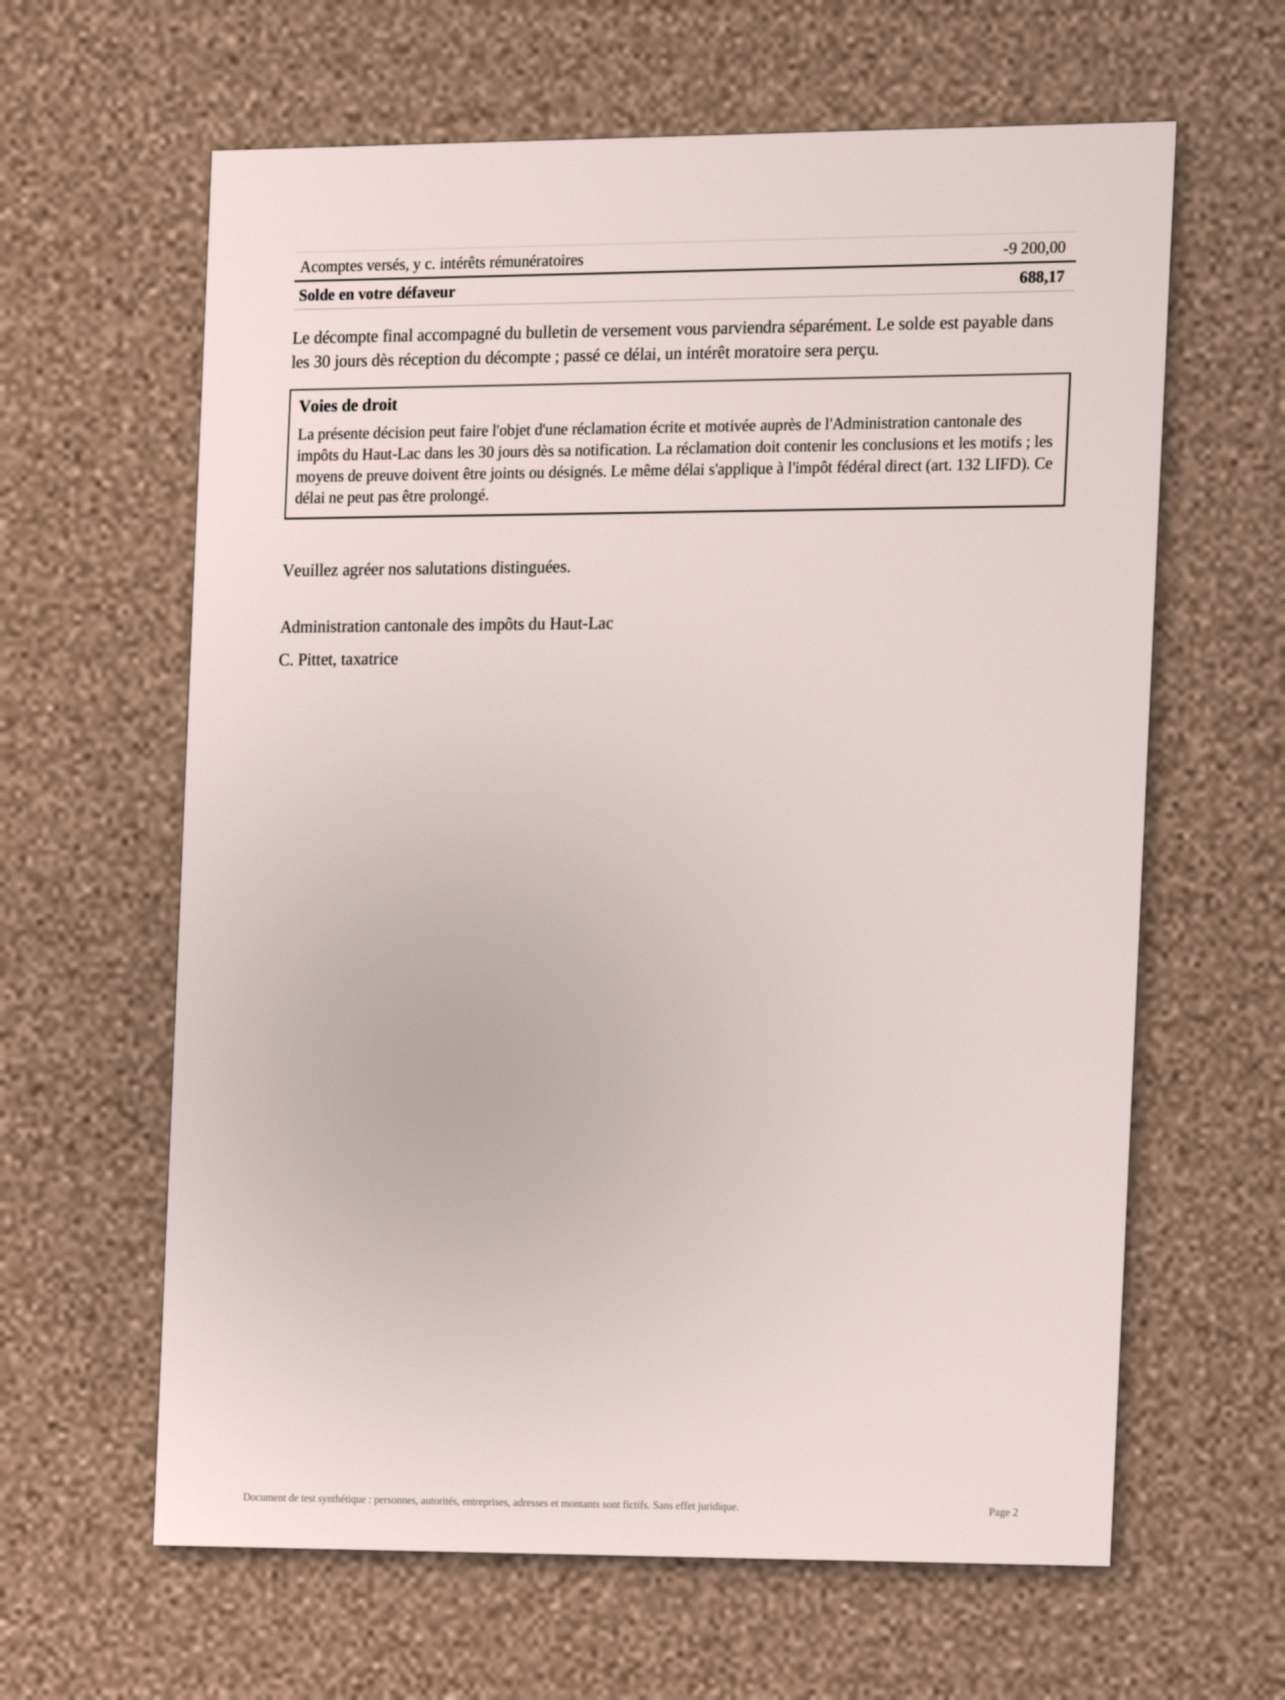 Acomptes versés, y c. intérêts rémunératoires -9 200,00
Solde en votre défaveur 688,17
Le décompte final accompagné du bulletin de versement vous parviendra séparément. Le solde est payable dans
les 30 jours dès réception du décompte ; passé ce délai, un intérêt moratoire sera perçu.
Voies de droit
La présente décision peut faire l'objet d'une réclamation écrite et motivée auprès de l'Administration cantonale des
impôts du Haut-Lac dans les 30 jours dès sa notification. La réclamation doit contenir les conclusions et les motifs ; les
moyens de preuve doivent être joints ou désignés. Le même délai s'applique à l'impôt fédéral direct (art. 132 LIFD). Ce
délai ne peut pas être prolongé.
Veuillez agréer nos salutations distinguées.
Administration cantonale des impôts du Haut-Lac
C. Pittet, taxatrice
Document de test synthétique : personnes, autorités, entreprises, adresses et montants sont fictifs. Sans effet juridique.
Page 2